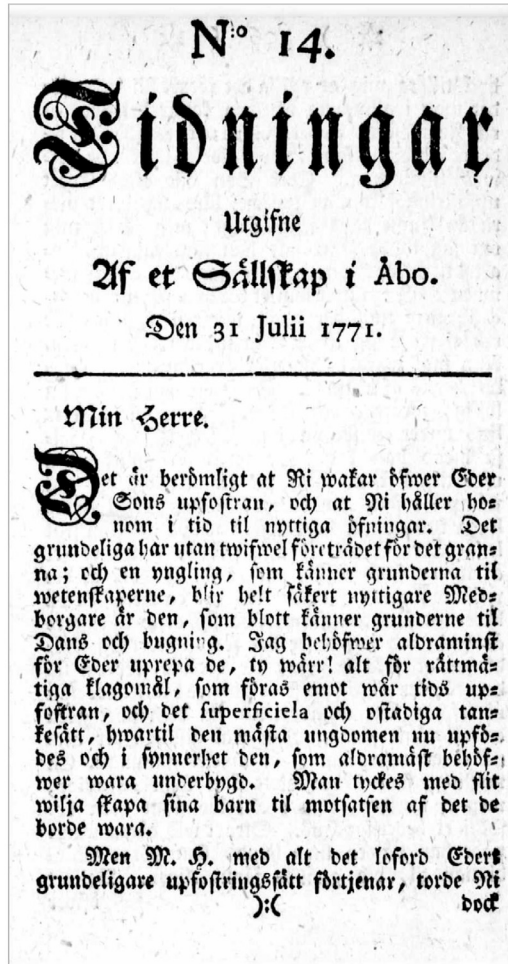 N:o 14.
Tidningar
Utgifne
Af et Sällskap i Åbo.
Den 31 Julii 1771.
Min Herre.
Det är berömligt at Ni wakar öfwer Eder
Sons upfostran, och at Ni håller ho-
nom i tid til nyttiga öfningar. Det
grundeliga har utan twifwel företrädet för det gran-
na; och en yngling, som känner grunderna til
wetenskaperne, blir helt säkert nyttigare Med-
borgare är den, som blott känner grunderne til
Dans och bugning. Jag behöfwer aldraminst
för Eder uprepa de, ty wärr! alt för rättmä-
tiga klagomål, som föras emot wår tids up-
fostran, och det superficiela och ostadiga tan-
kesätt, hwartil den mästa ungdomen nu upfö-
des och i synnerhet den, som aldramäst behöf-
wer wara underbygd. Man tyckes med flit
wilja skapa sina barn til motsatsen af det de
borde wara.
Men M. H. med alt det loford Eders
grundeligare upfostringssätt förtjenar, torde Ni
):(
dock